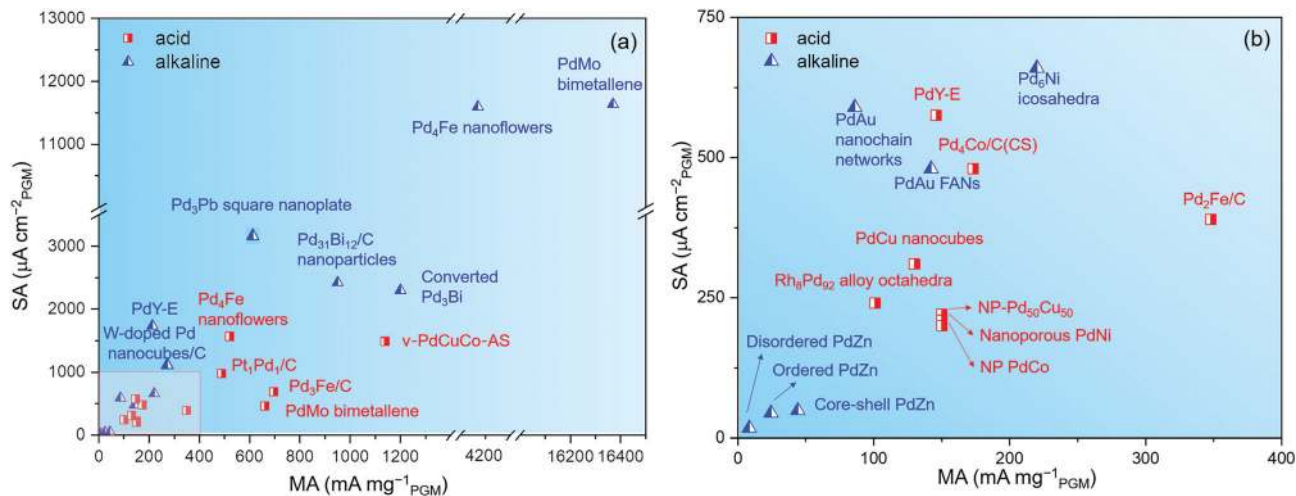 (a)
acid
alkaline
PdMo
bimetallene
Pd₄Fe nanoflowers
Pd₃Pb square nanoplate
Pd₃₁Bi₁₂/C
nanoparticles
Converted
Pd₃Bi
PdY-E
Pd₄Fe
nanoflowers
W-doped Pd
nanocubes/C
v-PdCuCo-AS
Pt₁Pd₁/C
Pd₃Fe/C
PdMo bimetallene
13000
12000
11000
3000
2000
1000
0
SA (μA cm⁻²PGM)
0 200 400 600 800 1000 1200 4200 16200 16400
MA (mA mg⁻¹PGM)
(b)
acid
alkaline
Pd₆Ni
icosahedra
PdY-E
PdAu
nanochain
networks
Pd₄Co/C(CS)
PdAu FANs
Pd₂Fe/C
PdCu nanocubes
Rh₈Pd₉₂ alloy octahedra
NP-Pd₅₀Cu₅₀
Nanoporous PdNi
NP PdCo
Disordered PdZn
Ordered PdZn
Core-shell PdZn
750
500
250
0
SA (μA cm⁻²PGM)
0 100 200 300 400
MA (mA mg⁻¹PGM)